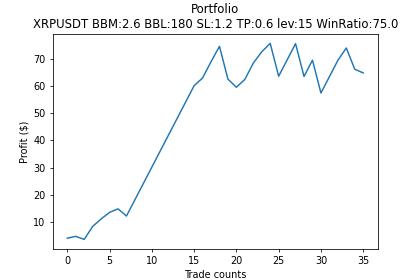 Portfolio
XRPUSDT BBM:2.6 BBL:180 SL:1.2 TP:0.6 lev:15 WinRatio:75.0
Profit ($)
70
60
50
40
30
20
10
0 5 10 15 20 25 30 35
Trade counts